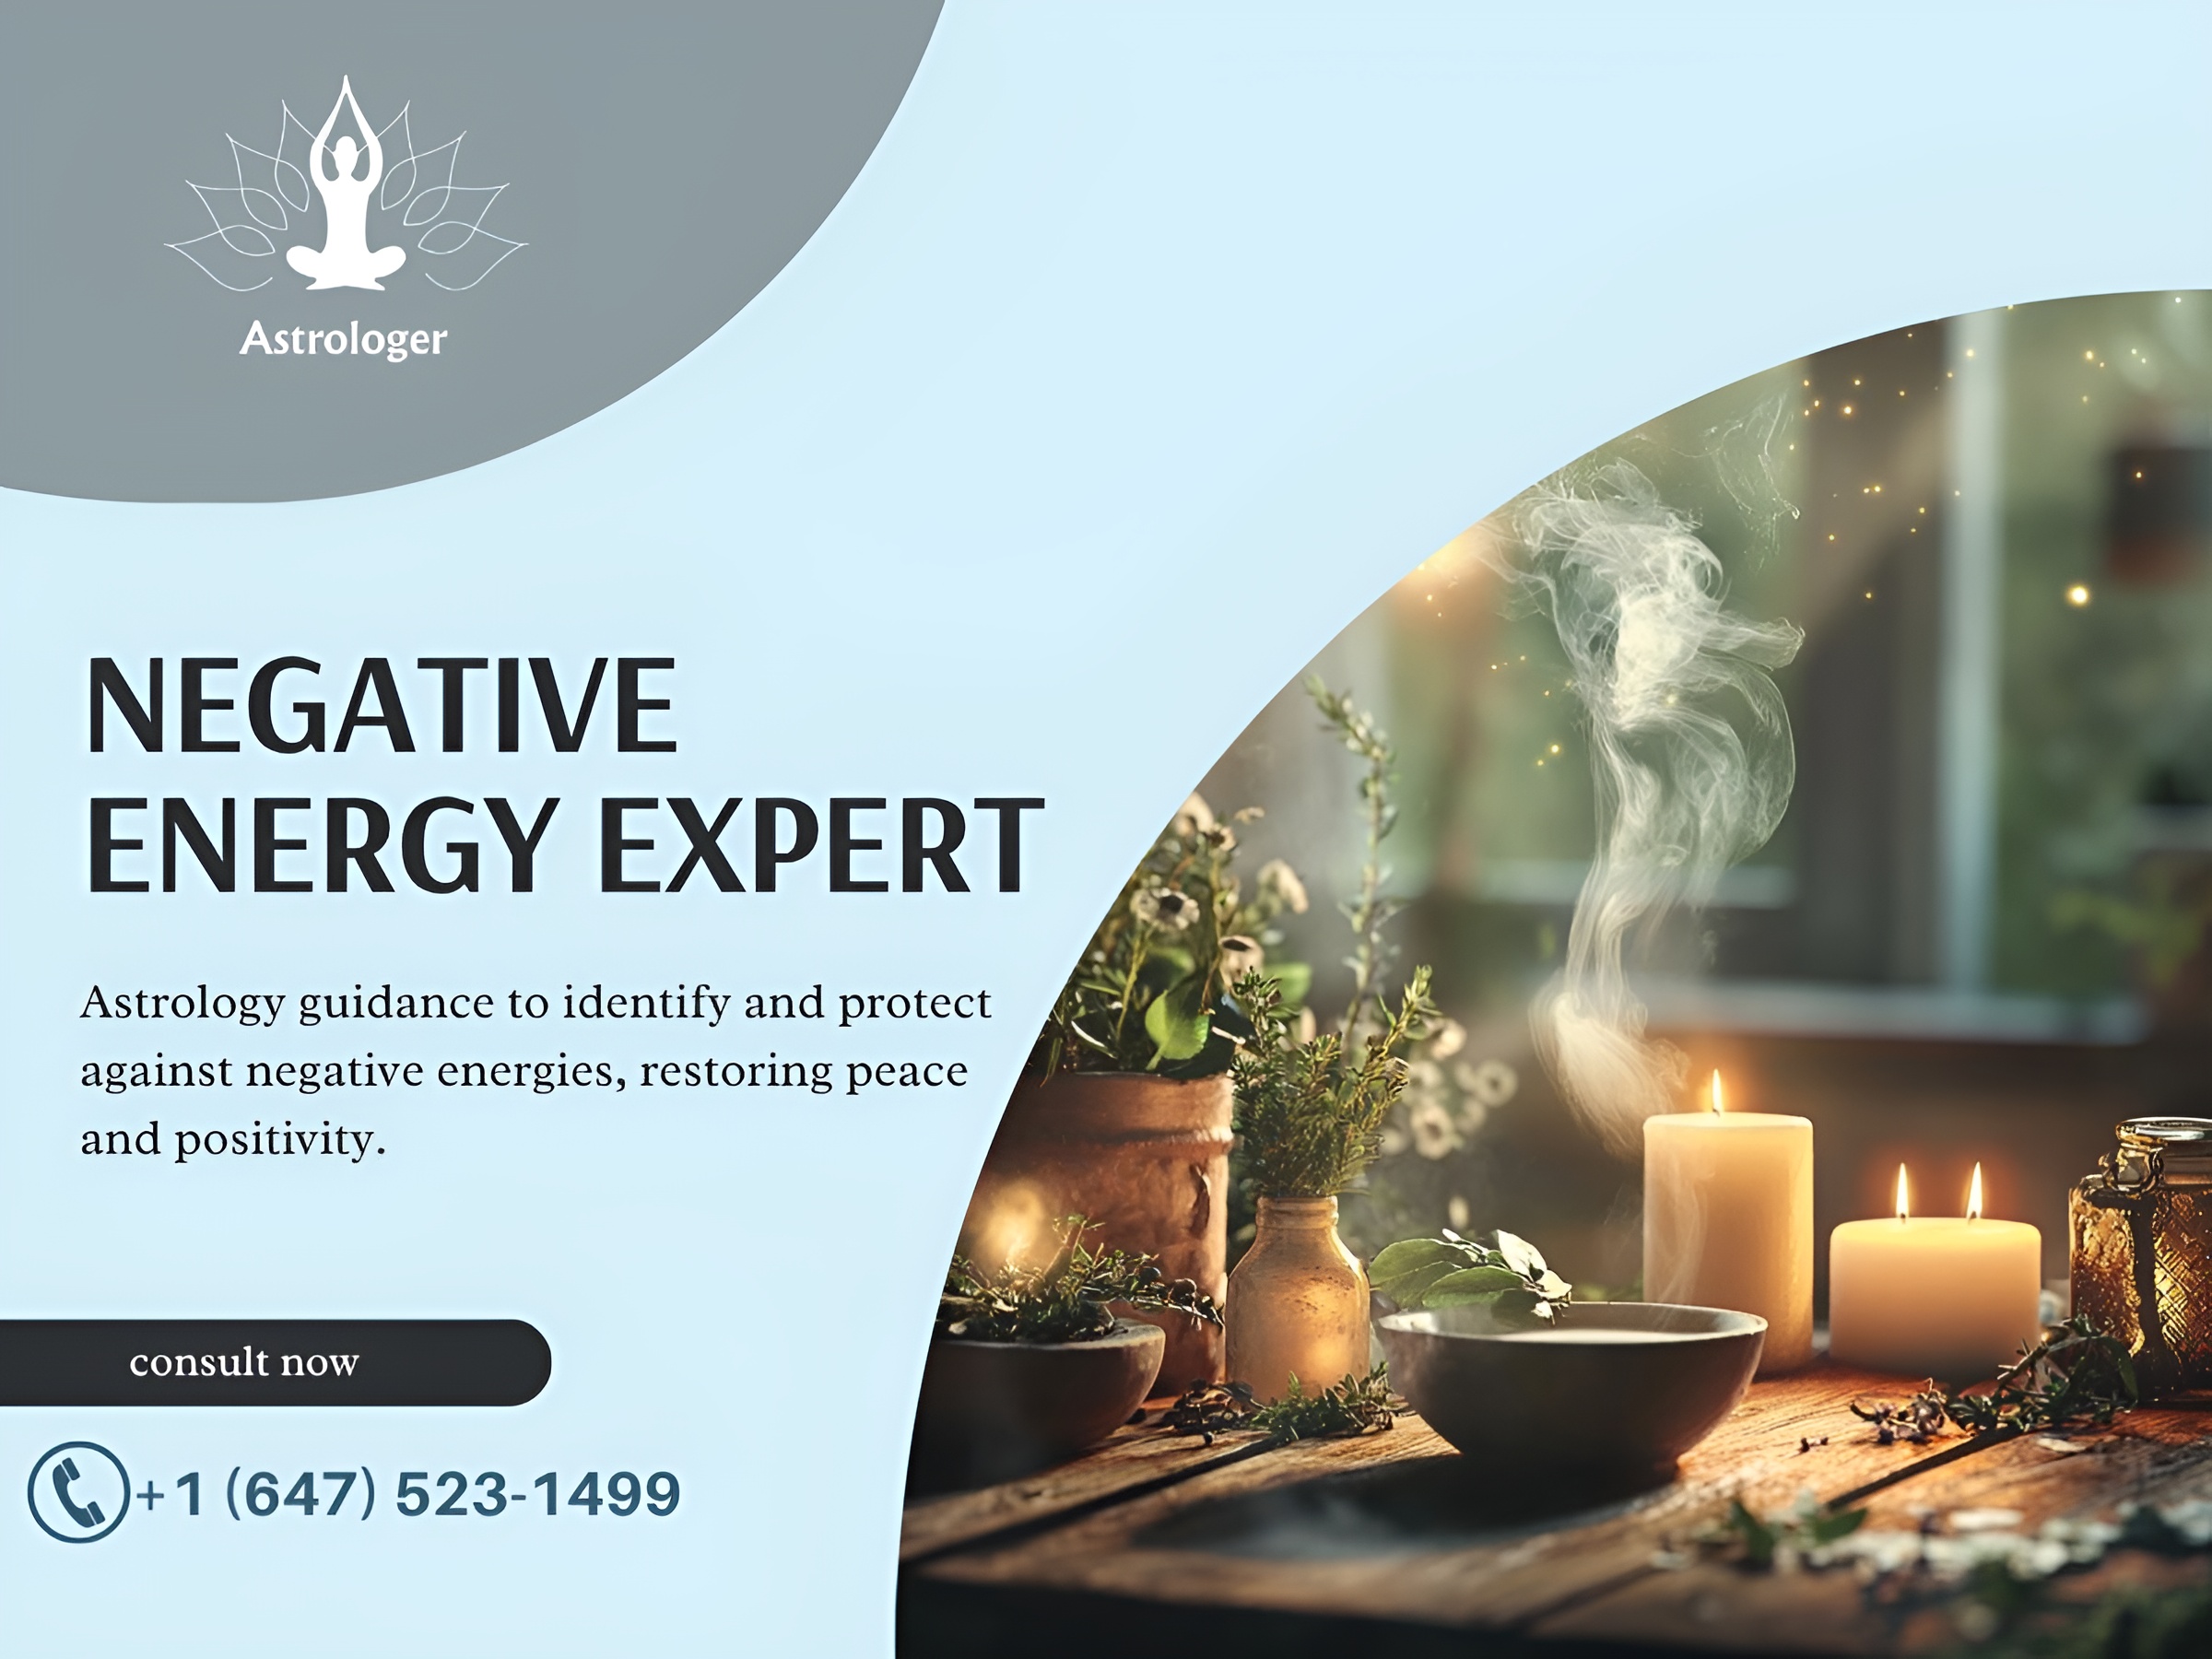 Astrologer
NEGATIVE
ENERGY EXPERT
Astrology guidance to identify and protect
against negative energies, restoring peace
and positivity.
consult now
+1 (647) 523-1499